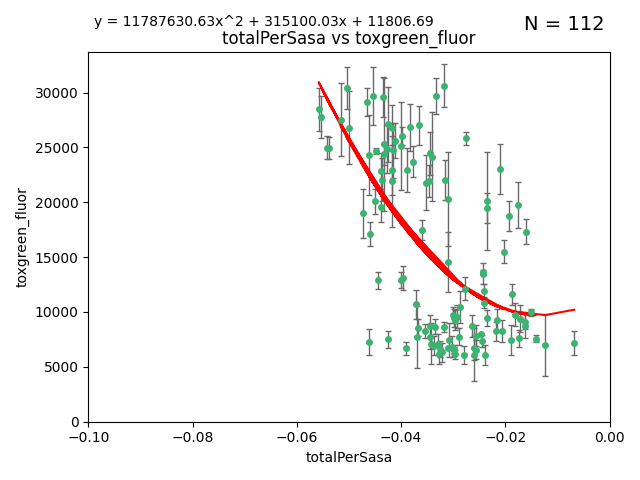 y = 11787630.63x^2 + 315100.03x + 11806.69
N = 112
totalPerSasa vs toxgreen_fluor
toxgreen_fluor
30000
25000
20000
15000
10000
5000
0
−0.10 −0.08 −0.06 −0.04 −0.02 0.00
totalPerSasa